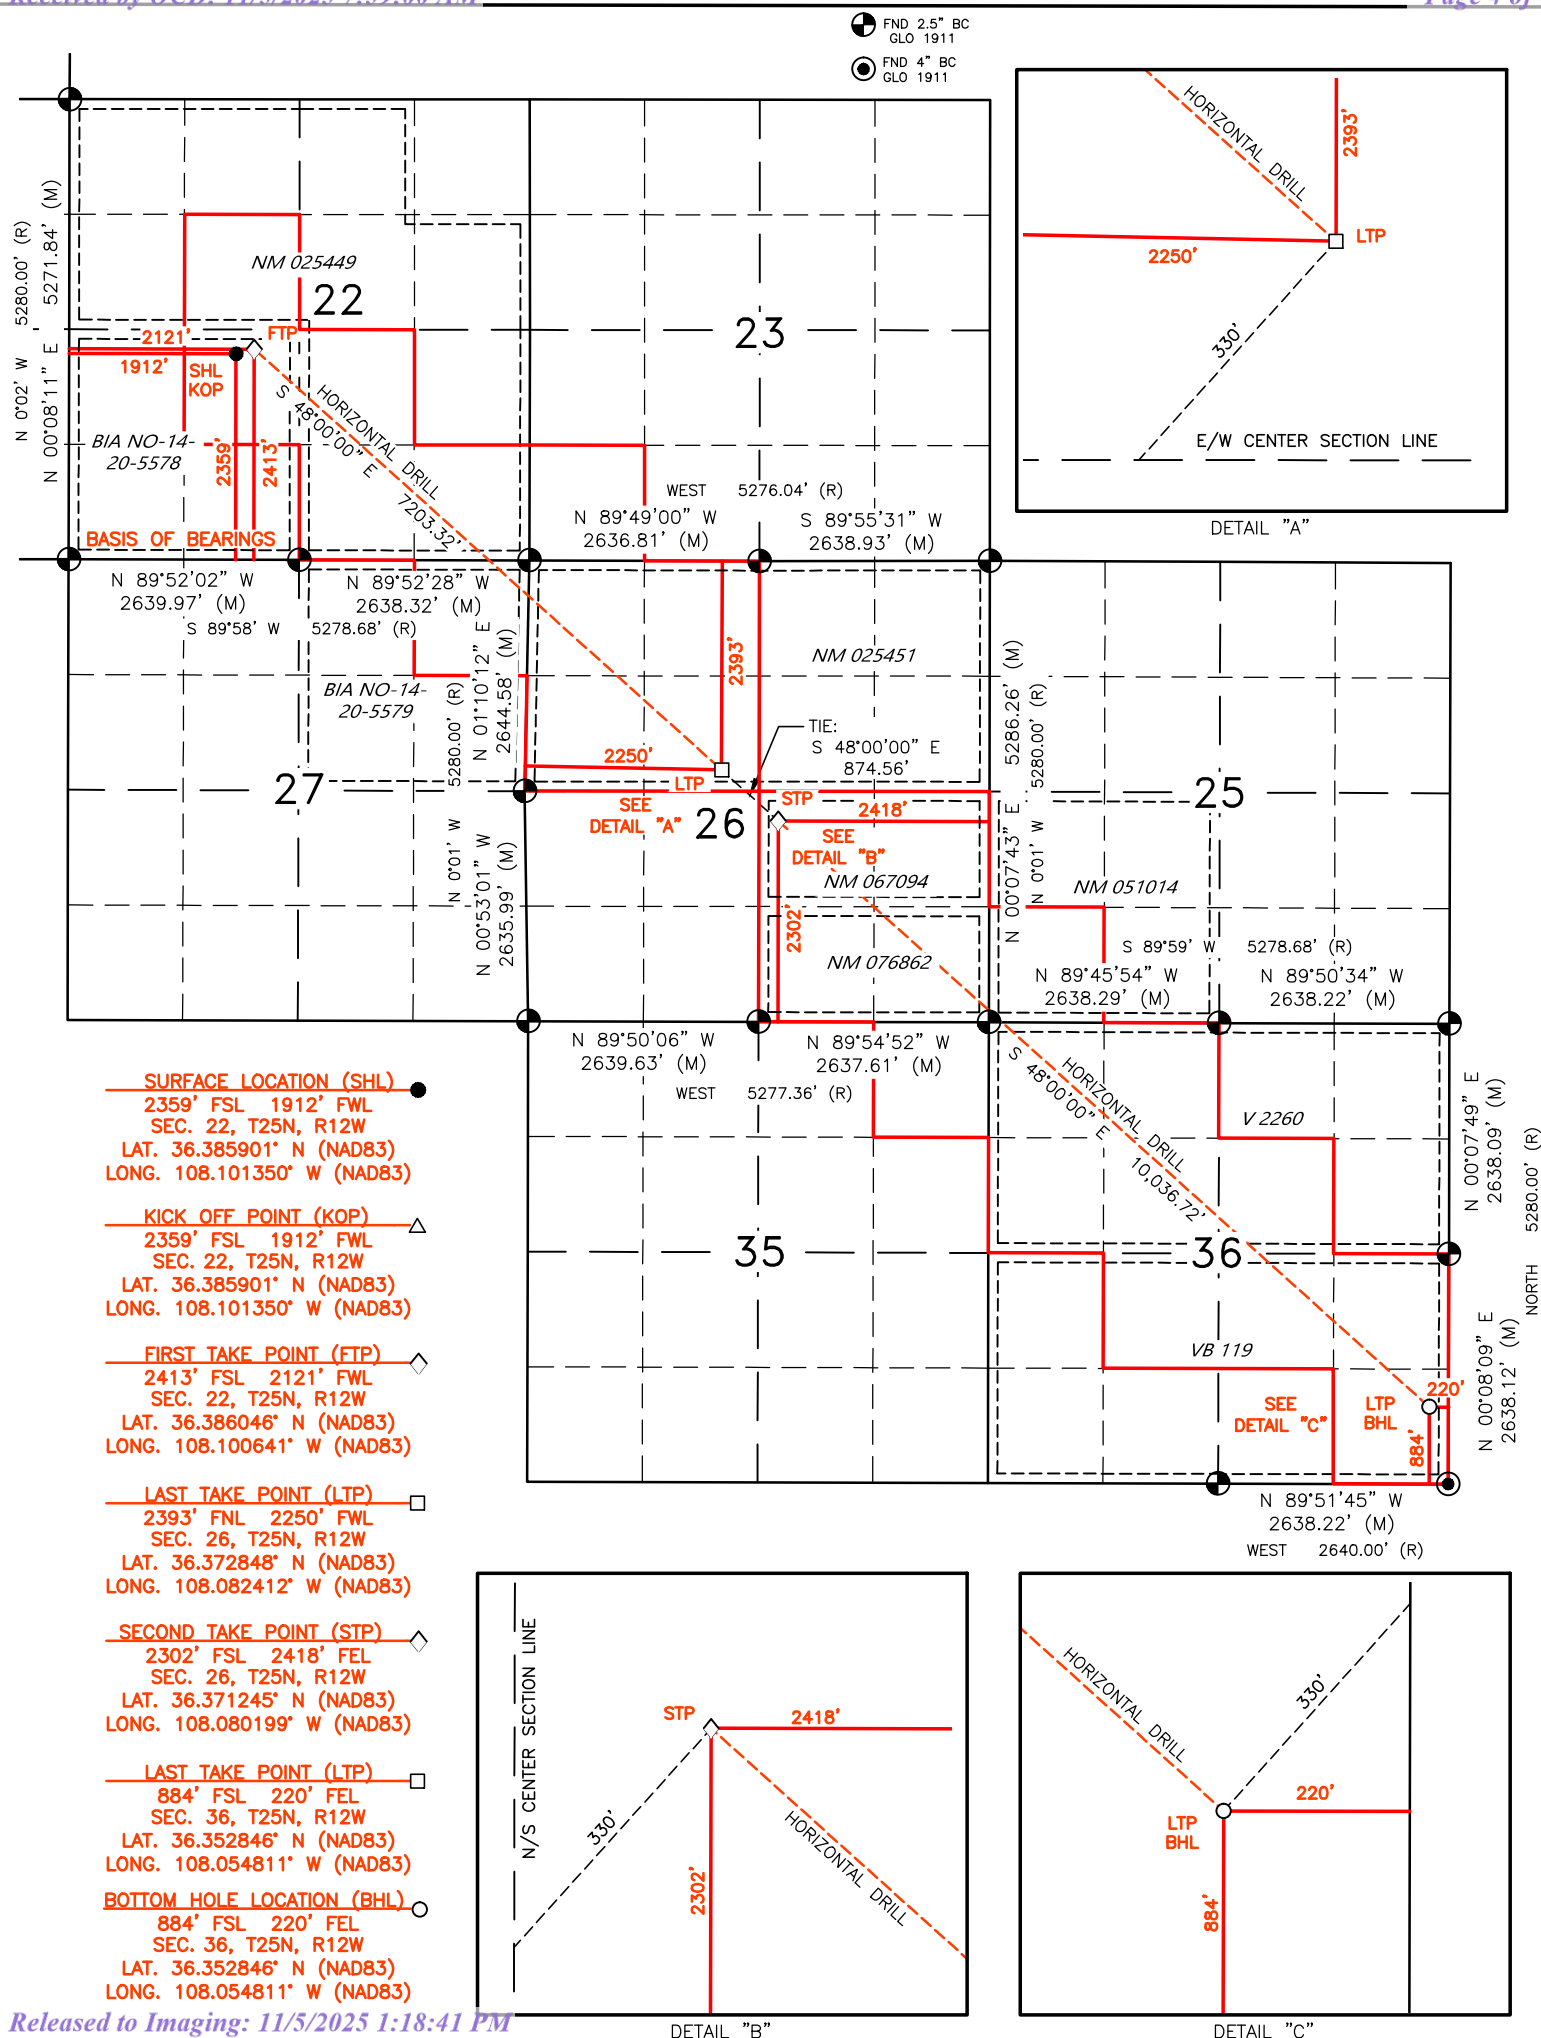 Received by OCD: 11/5/2025 7:59:00 AM
Page 4 of
FND 2.5" BC
GLO 1911
FND 4" BC
GLO 1911
HORIZONTAL DRILL
2393'
LTP
2250'
330'
E/W CENTER SECTION LINE
DETAIL "A"
N 0°02' W 5280.00' (R)
N 00°08'11" E 5271.84' (M)
NM 025449
22
23
2121'
FTP
1912'
SHL
KOP
BIA NO-14-
20-5578
2359'
2413'
HORIZONTAL DRILL
S 48°00'00" E 7203.32'
BASIS OF BEARINGS
WEST 5276.04' (R)
N 89°49'00" W
2636.81' (M)
S 89°55'31" W
2638.93' (M)
N 89°52'02" W
2639.97' (M)
N 89°52'28" W
2638.32' (M)
S 89°58' W 5278.68' (R)
BIA NO-14-
20-5579
N 0°01' W 5280.00' (R)
N 01°10'12" E
2644.58' (M)
2393'
NM 025451
5286.26' (M)
5280.00' (R)
TIE:
S 48°00'00" E
874.56'
2250'
LTP
27
SEE
DETAIL "A"
26
STP
2418'
25
SEE
DETAIL "B"
N 00°07'43" E
N 0°01' W
NM 067094
NM 051014
N 00°53'01" W
2635.99' (M)
2302'
NM 076862
S 89°59' W 5278.68' (R)
N 89°45'54" W
2638.29' (M)
N 89°50'34" W
2638.22' (M)
N 89°50'06" W
2639.63' (M)
N 89°54'52" W
2637.61' (M)
WEST 5277.36' (R)
HORIZONTAL DRILL
S 48°00'00" E 10,036.72'
V 2260
N 00°07'49" E
2638.09' (M)
NORTH 5280.00' (R)
35
36
VB 119
N 00°08'09" E
2638.12' (M)
220'
SEE
DETAIL "C"
LTP
BHL
884'
N 89°51'45" W
2638.22' (M)
WEST 2640.00' (R)
SURFACE LOCATION (SHL)
2359' FSL 1912' FWL
SEC. 22, T25N, R12W
LAT. 36.385901° N (NAD83)
LONG. 108.101350° W (NAD83)
KICK OFF POINT (KOP)
2359' FSL 1912' FWL
SEC. 22, T25N, R12W
LAT. 36.385901° N (NAD83)
LONG. 108.101350° W (NAD83)
FIRST TAKE POINT (FTP)
2413' FSL 2121' FWL
SEC. 22, T25N, R12W
LAT. 36.386046° N (NAD83)
LONG. 108.100641° W (NAD83)
LAST TAKE POINT (LTP)
2393' FNL 2250' FWL
SEC. 26, T25N, R12W
LAT. 36.372848° N (NAD83)
LONG. 108.082412° W (NAD83)
SECOND TAKE POINT (STP)
2302' FSL 2418' FEL
SEC. 26, T25N, R12W
LAT. 36.371245° N (NAD83)
LONG. 108.080199° W (NAD83)
LAST TAKE POINT (LTP)
884' FSL 220' FEL
SEC. 36, T25N, R12W
LAT. 36.352846° N (NAD83)
LONG. 108.054811° W (NAD83)
BOTTOM HOLE LOCATION (BHL)
884' FSL 220' FEL
SEC. 36, T25N, R12W
LAT. 36.352846° N (NAD83)
LONG. 108.054811° W (NAD83)
N/S CENTER SECTION LINE
STP
2418'
330'
2302'
HORIZONTAL DRILL
DETAIL "B"
HORIZONTAL DRILL
330'
220'
LTP
BHL
884'
DETAIL "C"
Released to Imaging: 11/5/2025 1:18:41 PM